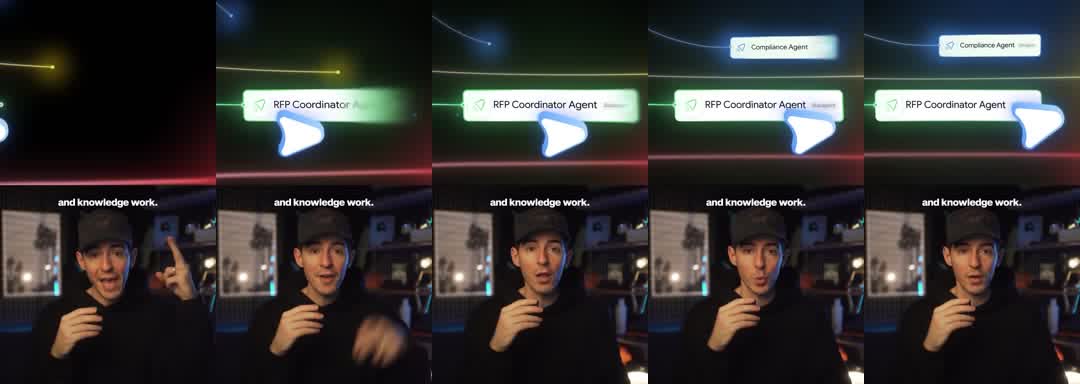 RFP Coordinator
RFP Coordinator Agent
Compliance Agent
RFP Coordinator Agent
Compliance Agent
RFP Coordinator Agent
and knowledge work.
and knowledge work.
and knowledge work.
and knowledge work.
and knowledge work.